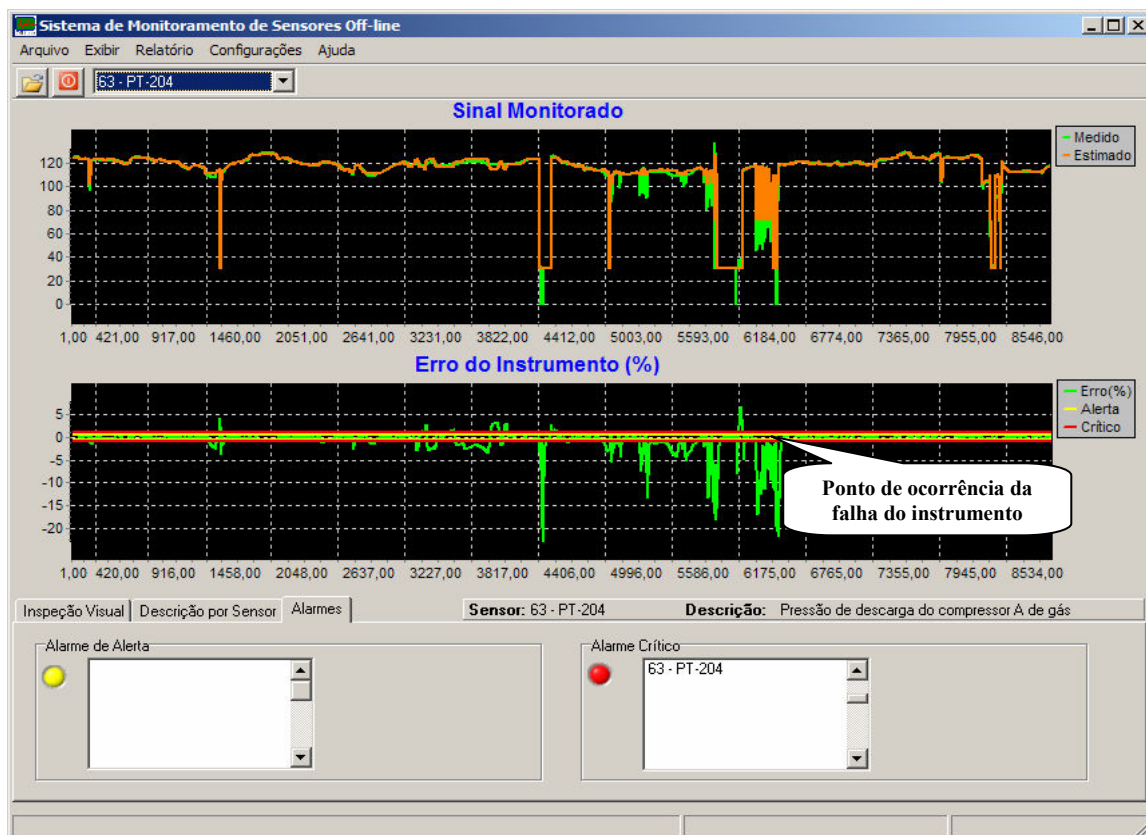 Sistema de Monitoramento de Sensores Off-line
Arquivo Exibir Relatório Configurações Ajuda
63 - PT-204
Sinal Monitorado
Medido
Estimado
120
100
80
60
40
20
0
1,00 421,00 917,00 1460,00 2051,00 2641,00 3231,00 3822,00 4412,00 5003,00 5593,00 6184,00 6774,00 7365,00 7955,00 8546,00
Erro do Instrumento (%)
Erro(%)
Alerta
Crítico
5
0
-5
-10
-15
-20
Ponto de ocorrência da
falha do instrumento
1,00 420,00 916,00 1458,00 2048,00 2637,00 3227,00 3817,00 4406,00 4996,00 5586,00 6175,00 6765,00 7355,00 7945,00 8534,00
Inspeção Visual Descrição por Sensor Alarmes Sensor: 63 - PT-204 Descrição: Pressão de descarga do compressor A de gás
Alarme de Alerta
Alarme Crítico
63 - PT-204